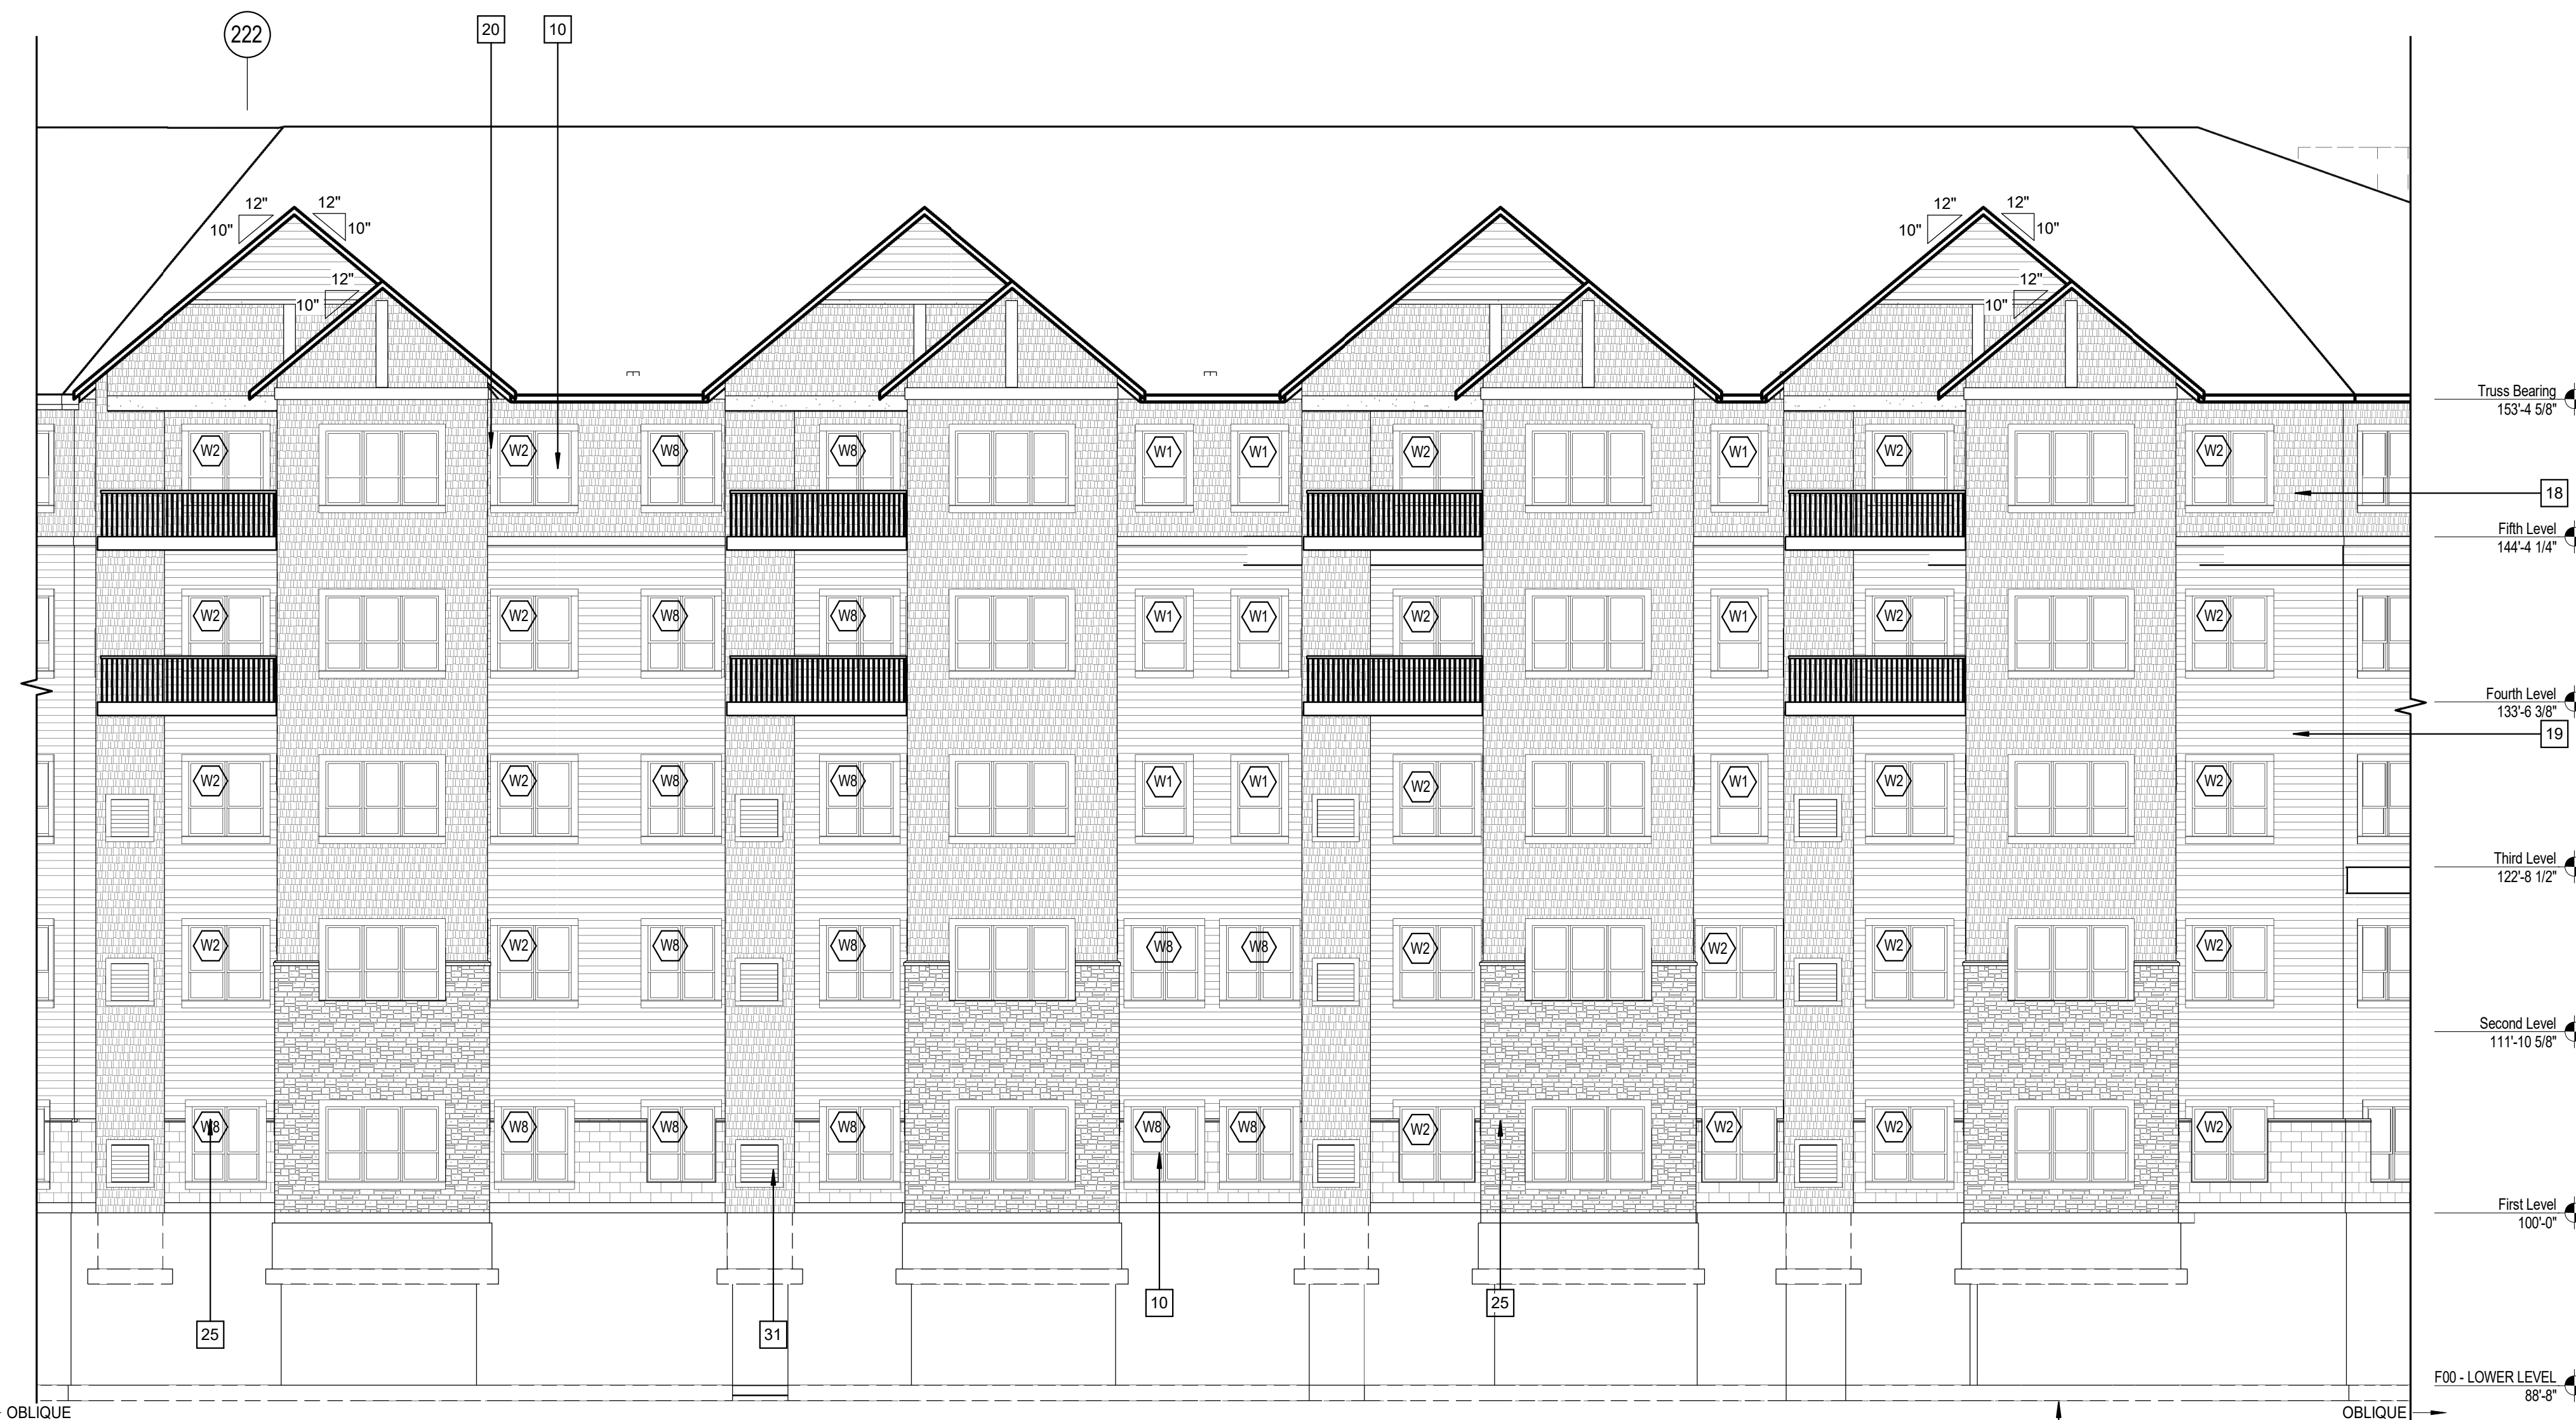 222
20
10
12" 12"
10" 10"
12"
10"
12" 12"
10" 10"
12"
10"
Truss Bearing
153'-4 5/8"
W2 W2 W8 W8 W1 W1 W2 W1 W2 W2
18
Fifth Level
144'-4 1/4"
W2 W2 W8 W8 W1 W1 W2 W1 W2 W2
Fourth Level
133'-6 3/8"
19
W2 W2 W8 W8 W1 W1 W2 W1 W2 W2
Third Level
122'-8 1/2"
W2 W2 W8 W8 W8 W8 W2 W2 W2 W2
Second Level
111'-10 5/8"
W8 W8 W8 W8 W8 W8 W2 W2 W2 W2
First Level
100'-0"
10
25
25
31
F00 - LOWER LEVEL
88'-8"
OBLIQUE
OBLIQUE